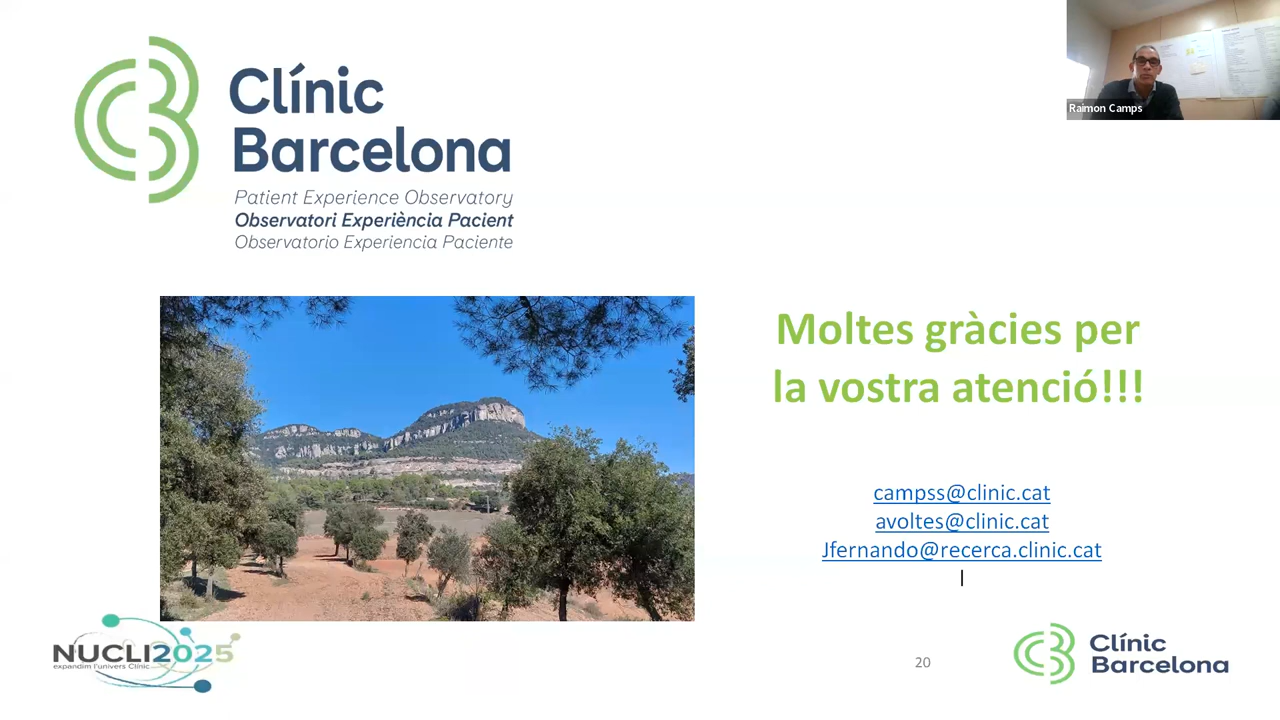 Clínic
Barcelona
Patient Experience Observatory
Observatori Experiència Pacient
Observatorio Experiencia Paciente
Raimon Camps
Moltes gràcies per
la vostra atenció!!!
campss@clinic.cat
avoltes@clinic.cat
Jfernando@recerca.clinic.cat
NUCLI2025
expandim l'univers Clínic
20
Clínic
Barcelona